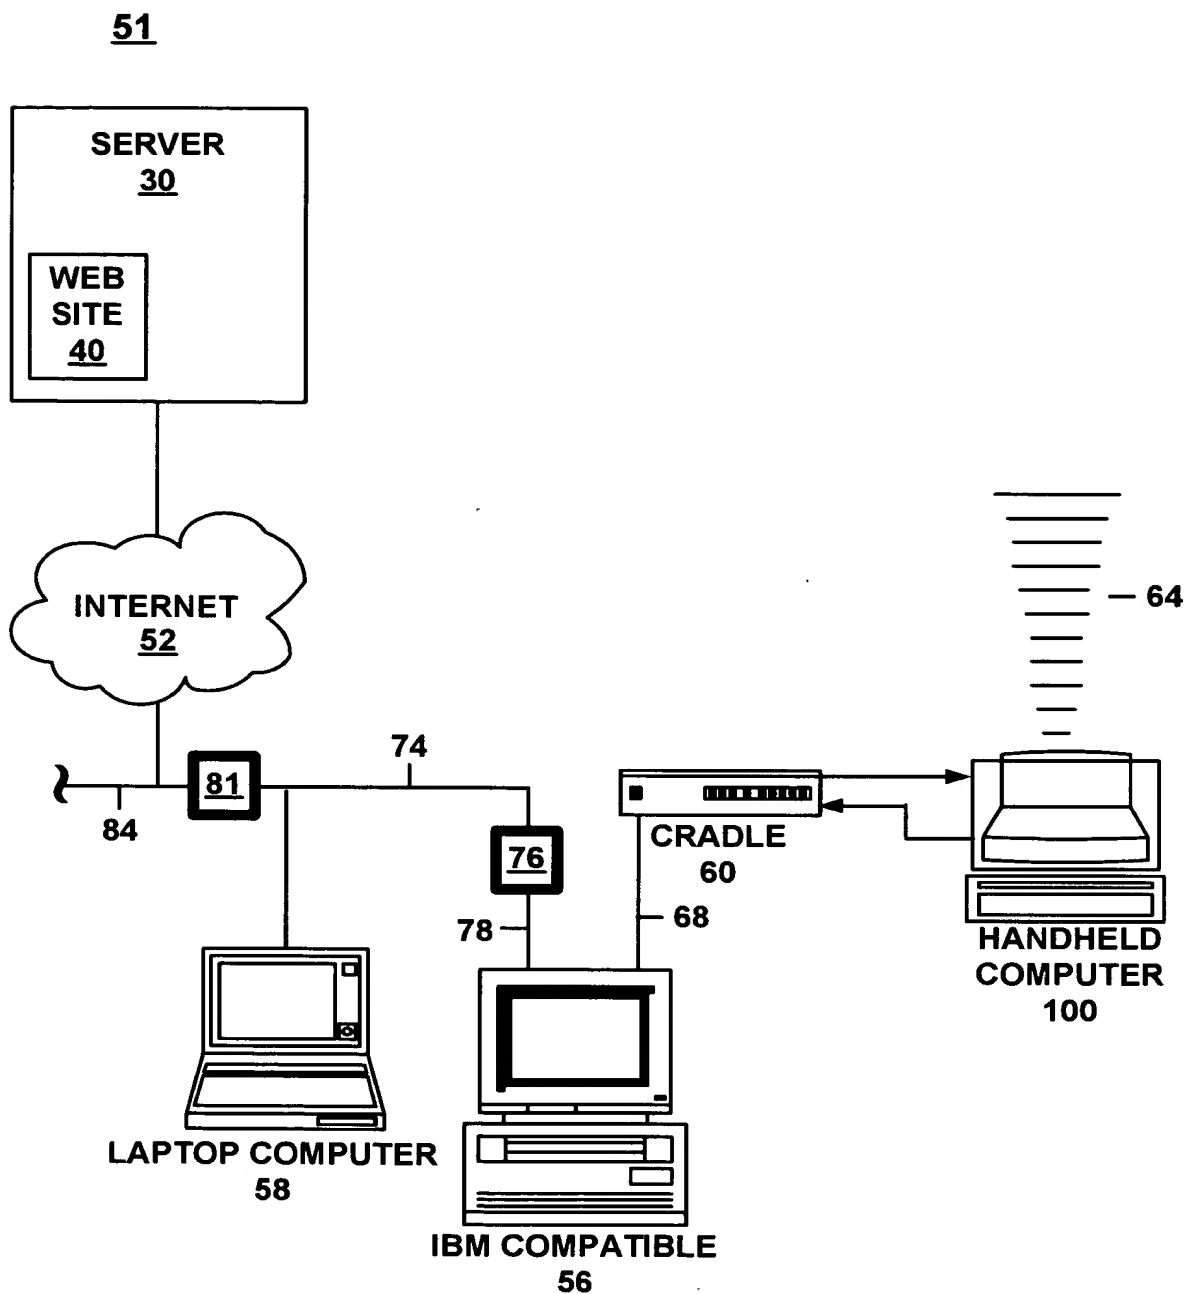 51
SERVER
30
WEB
SITE
40
INTERNET
52
64
74
81
84
76
78
CRADLE
60
68
HANDHELD
COMPUTER
100
LAPTOP COMPUTER
58
IBM COMPATIBLE
56